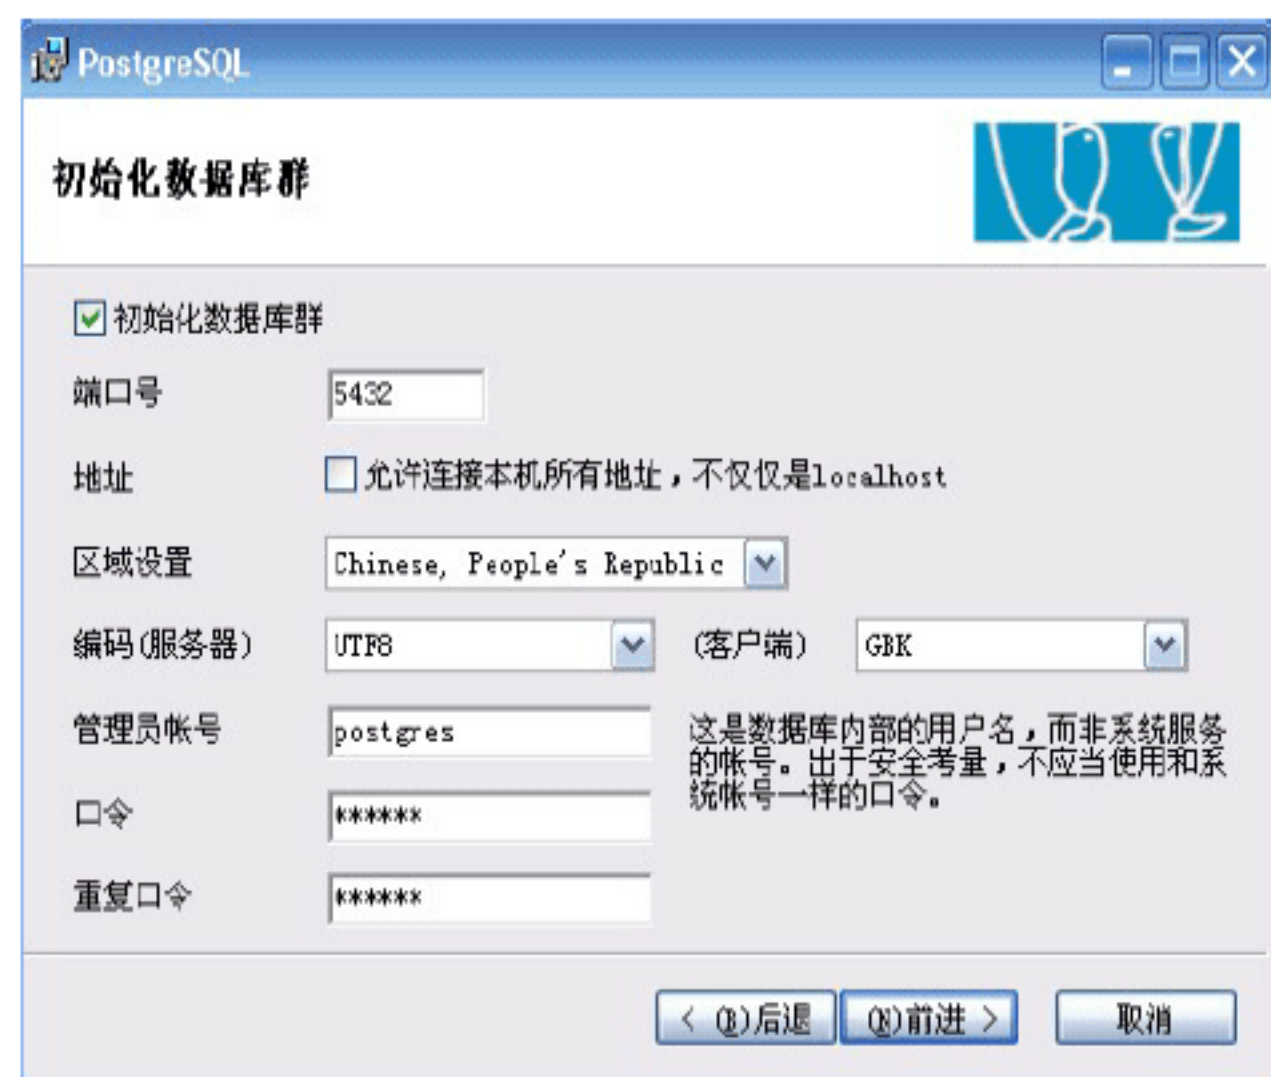 PostgreSQL
初始化数据库群
初始化数据库群
端口号 5432
地址 允许连接本机所有地址，不仅仅是localhost
区域设置 Chinese, People's Republic
编码(服务器) UTF8 (客户端) GBK
管理员帐号 postgres
这是数据库内部的用户名，而非系统服务
的帐号。出于安全考量，不应当使用和系
统帐号一样的口令。
口令 ******
重复口令 ******
< (B)后退 (N)前进 > 取消